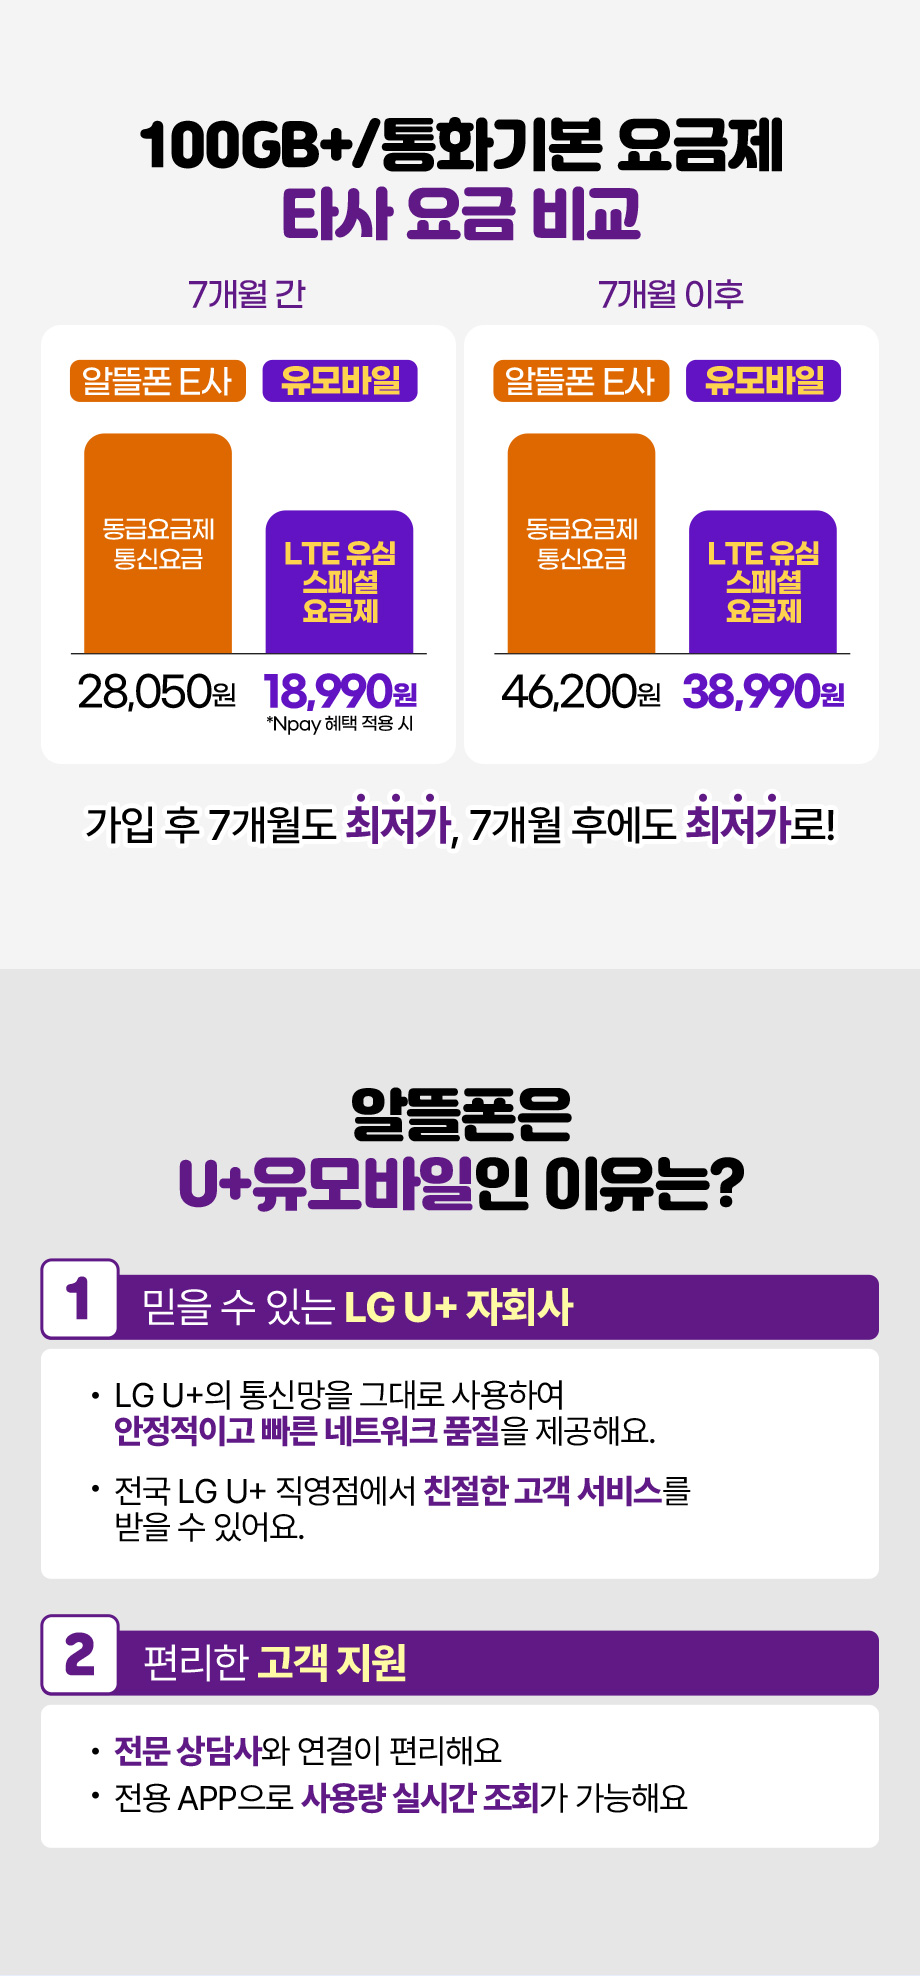 100GB+/통화기본 요금제
타사 요금 비교
7개월 간
알뜰폰 E사
유모바일
동급요금제
통신요금
LTE 유심
스페셜
요금제
28,050원
18,990원
*Npay 혜택 적용 시
7개월 이후
알뜰폰 E사
유모바일
동급요금제
통신요금
LTE 유심
스페셜
요금제
46,200원
38,990원
가입 후 7개월도 최저가, 7개월 후에도 최저가로!
알뜰폰은
U+유모바일인 이유는?
1
믿을 수 있는 LG U+ 자회사
• LG U+의 통신망을 그대로 사용하여
안정적이고 빠른 네트워크 품질을 제공해요.
• 전국 LG U+ 직영점에서 친절한 고객 서비스를
받을 수 있어요.
2
편리한 고객 지원
• 전문 상담사와 연결이 편리해요
• 전용 APP으로 사용량 실시간 조회가 가능해요